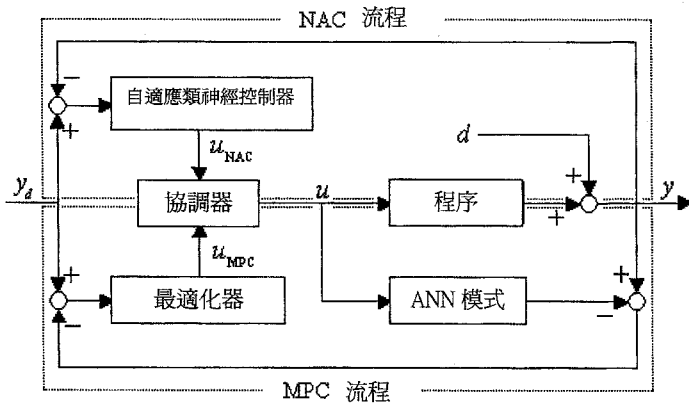 NAC 流程
−
自適應類神經控制器
+
u_NAC
d
y_d
協調器
u
程序
+
+
y
u_MPC
+
最適化器
−
ANN 模式
+
−
MPC 流程